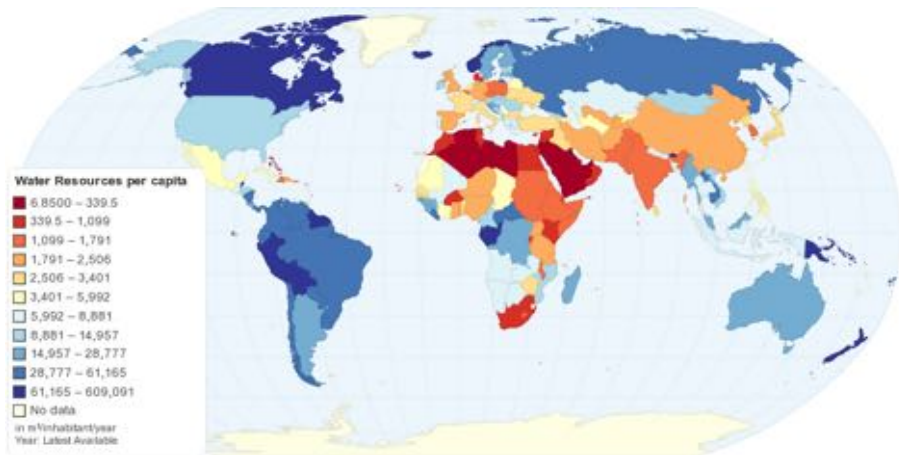 Water Resources per capita
6.8500 – 339.5
339.5 – 1,099
1,099 – 1,791
1,791 – 2,506
2,506 – 3,401
3,401 – 5,992
5,992 – 8,881
8,881 – 14,957
14,957 – 28,777
28,777 – 61,165
61,165 – 609,091
No data
in m³/inhabitant/year
Year: Latest Available